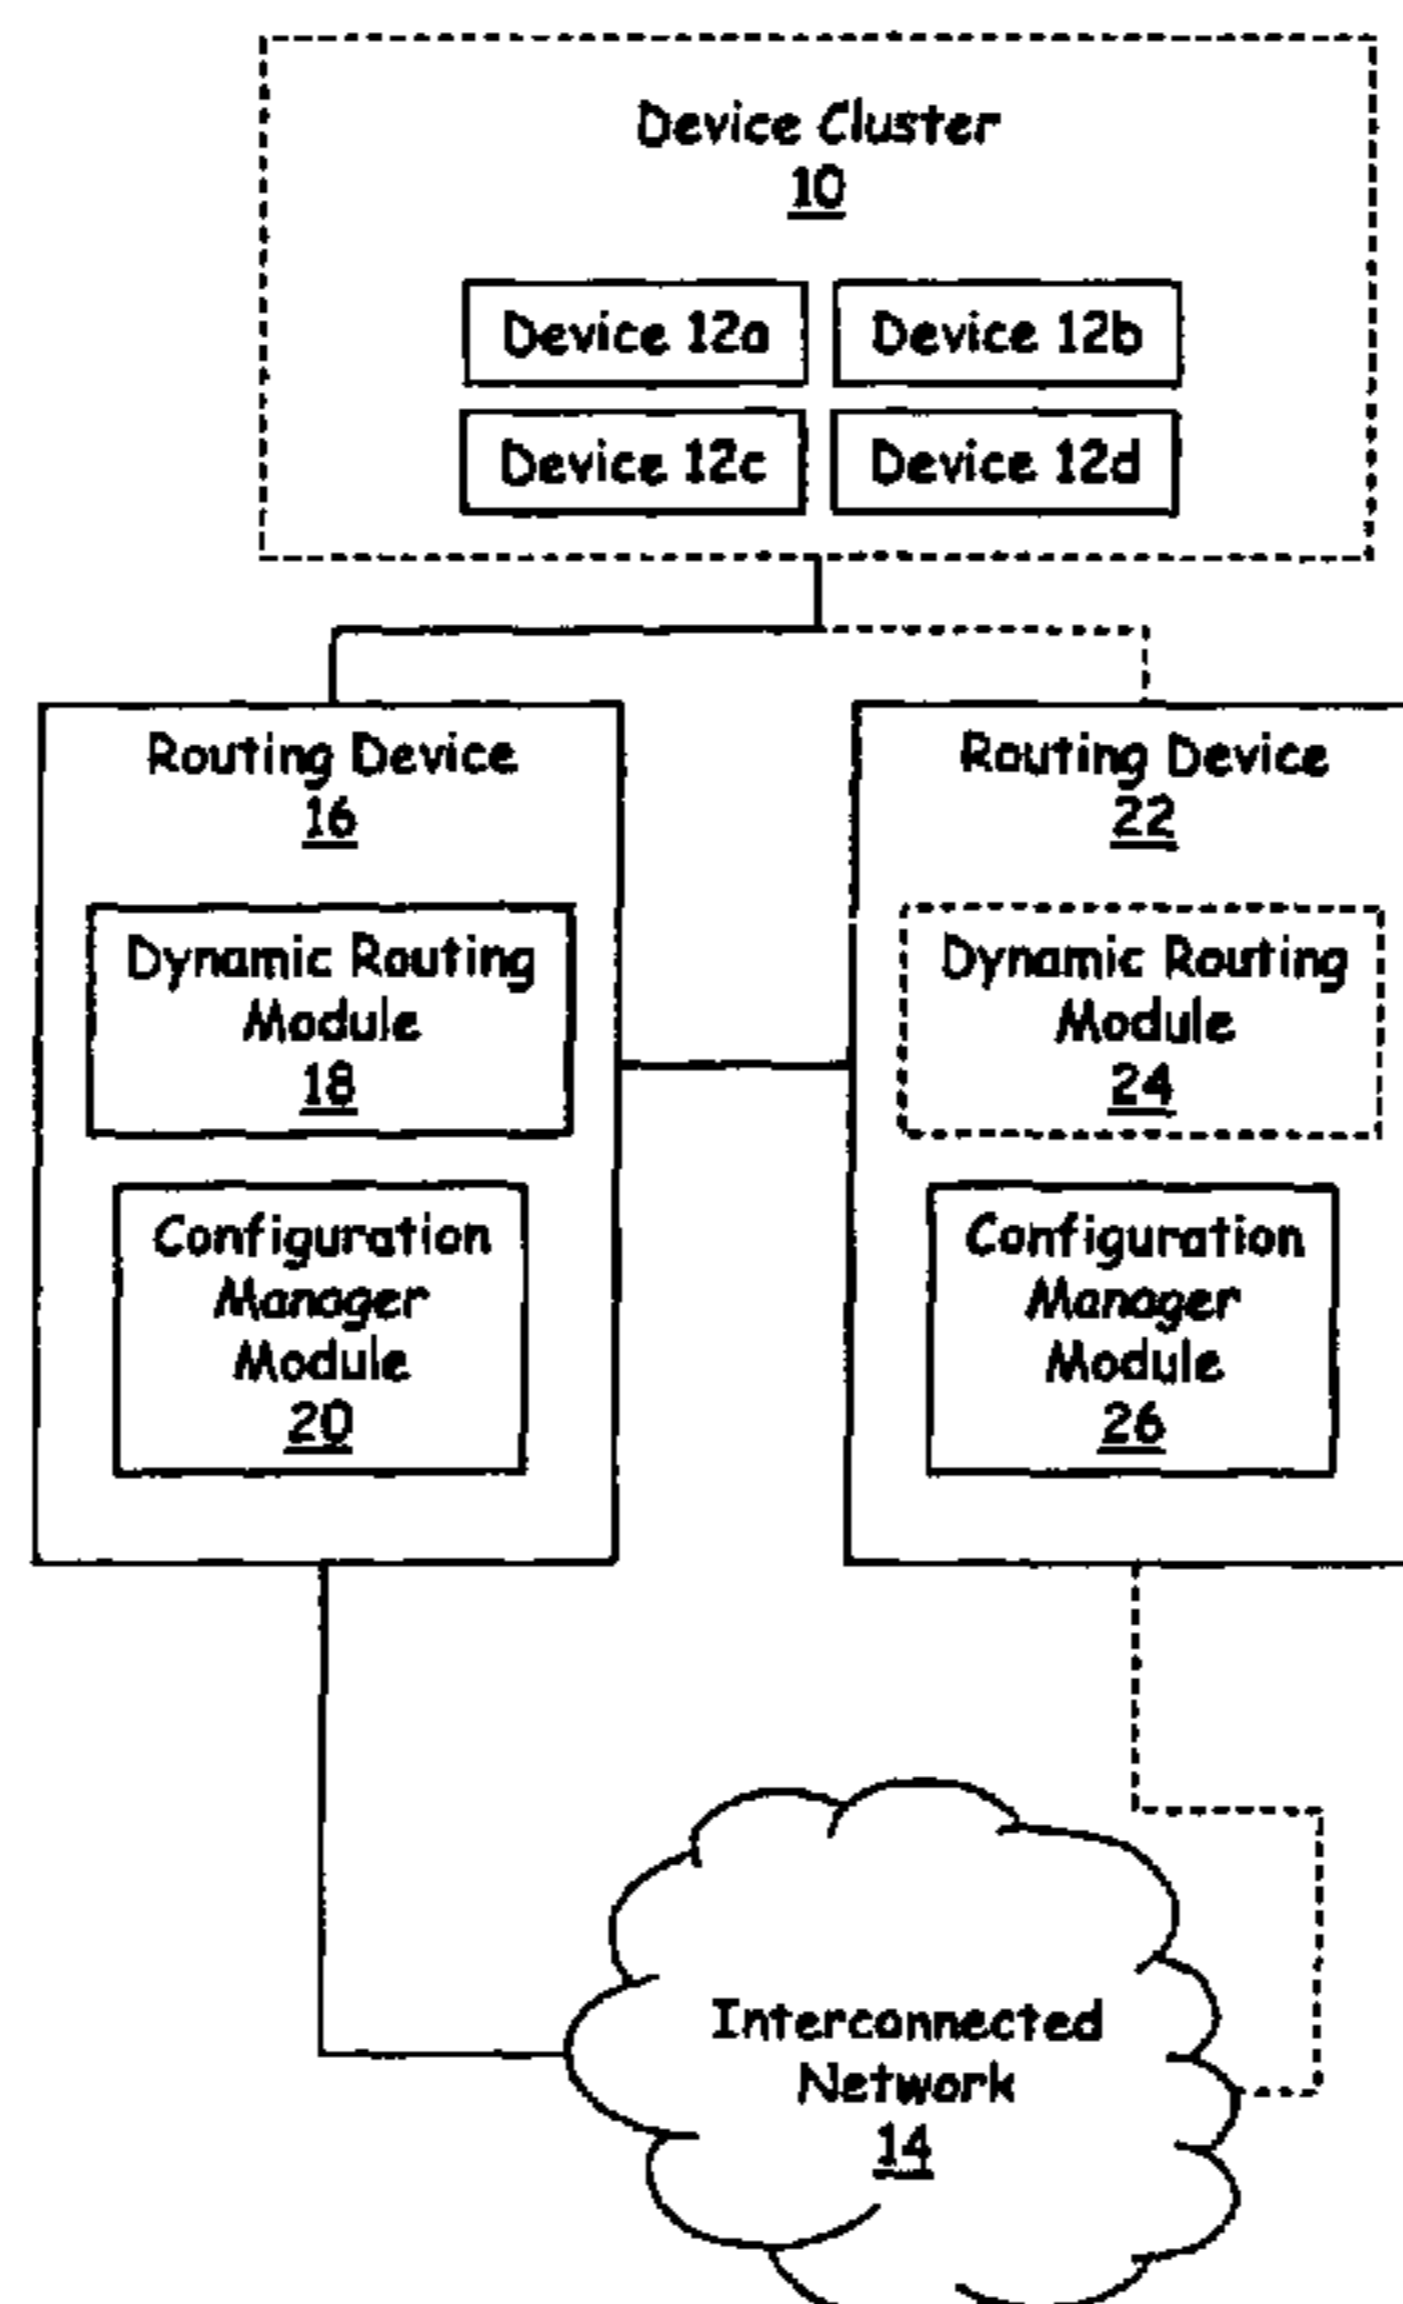 Device Cluster
10
Device 12a
Device 12b
Device 12c
Device 12d
Routing Device
16
Dynamic Routing
Module
18
Configuration
Manager
Module
20
Routing Device
22
Dynamic Routing
Module
24
Configuration
Manager
Module
26
Interconnected
Network
14